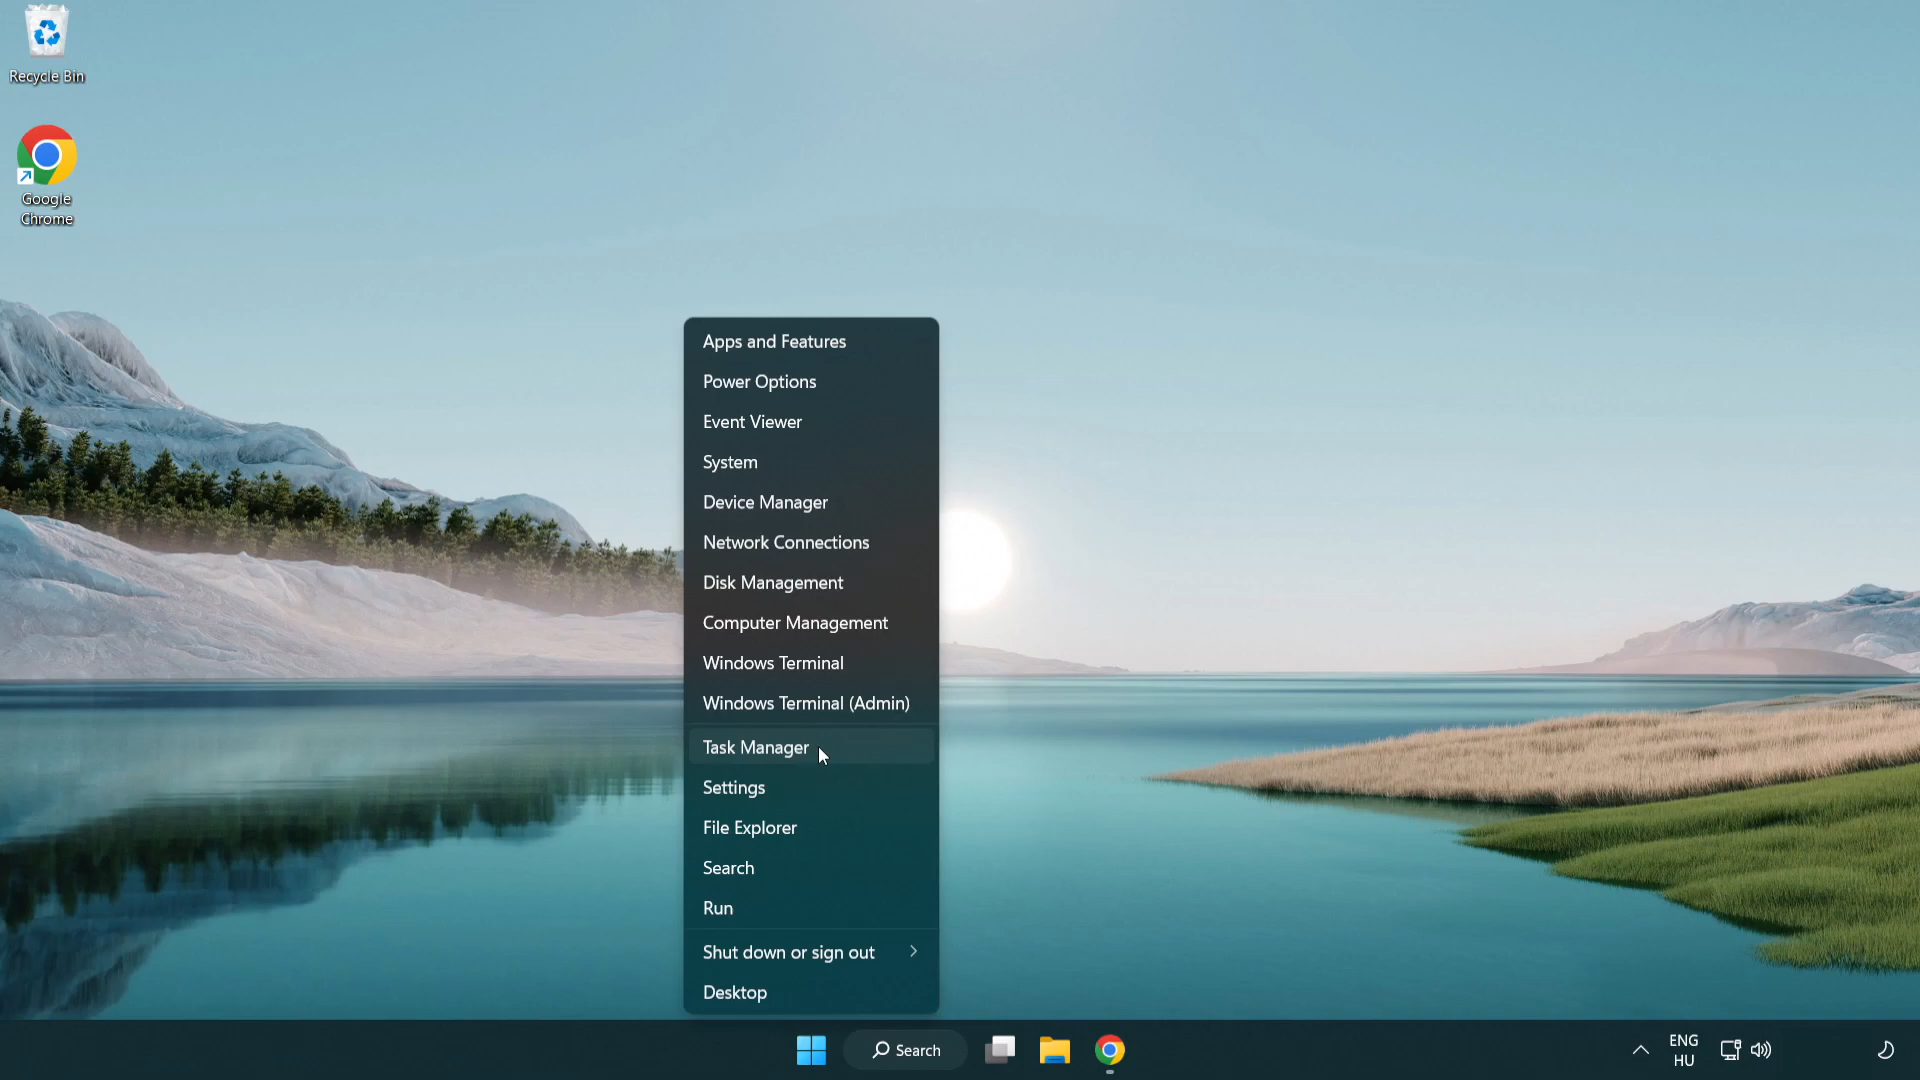 Recycle Bin
Google
Chrome
Apps and Features
Power Options
Event Viewer
System
Device Manager
Network Connections
Disk Management
Computer Management
Windows Terminal
Windows Terminal (Admin)
Task Manager
Settings
File Explorer
Search
Run
Shut down or sign out
Desktop
Search
ENG
HU